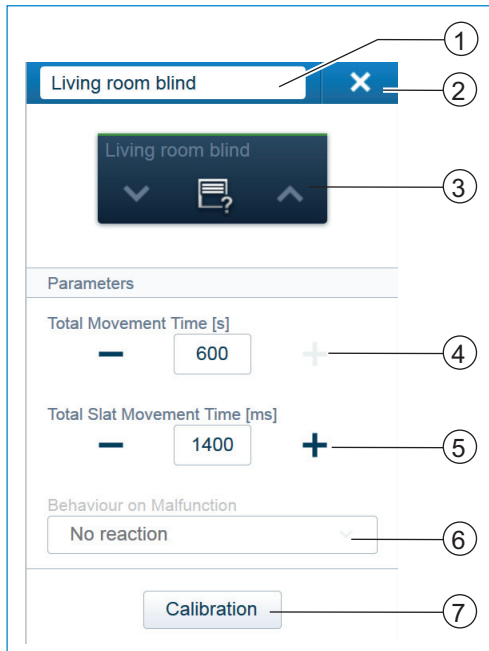 1
Living room blind
2
Living room blind
?
3
Parameters
Total Movement Time [s]
600
4
Total Slat Movement Time [ms]
1400
5
Behaviour on Malfunction
No reaction
6
Calibration
7